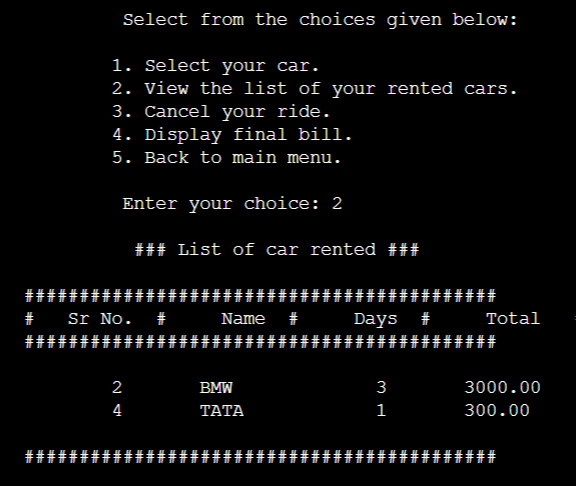 Select from the choices given below:
1. Select your car.
2. View the list of your rented cars.
3. Cancel your ride.
4. Display final bill.
5. Back to main menu.
Enter your choice: 2
### List of car rented ###
###########################################
# Sr No. # Name # Days # Total
###########################################
2 BMW 3 3000.00
4 TATA 1 300.00
###########################################